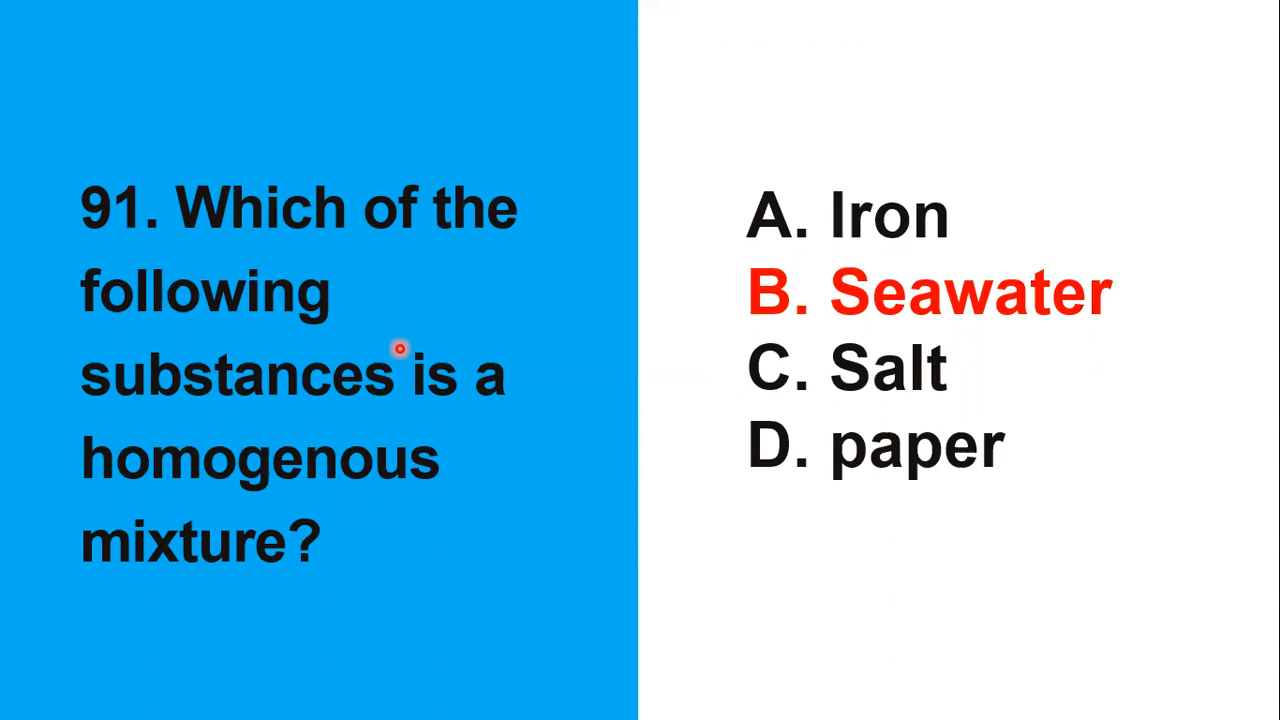 91. Which of the
following
substances is a
homogenous
mixture?
A. Iron
B. Seawater
C. Salt
D. paper